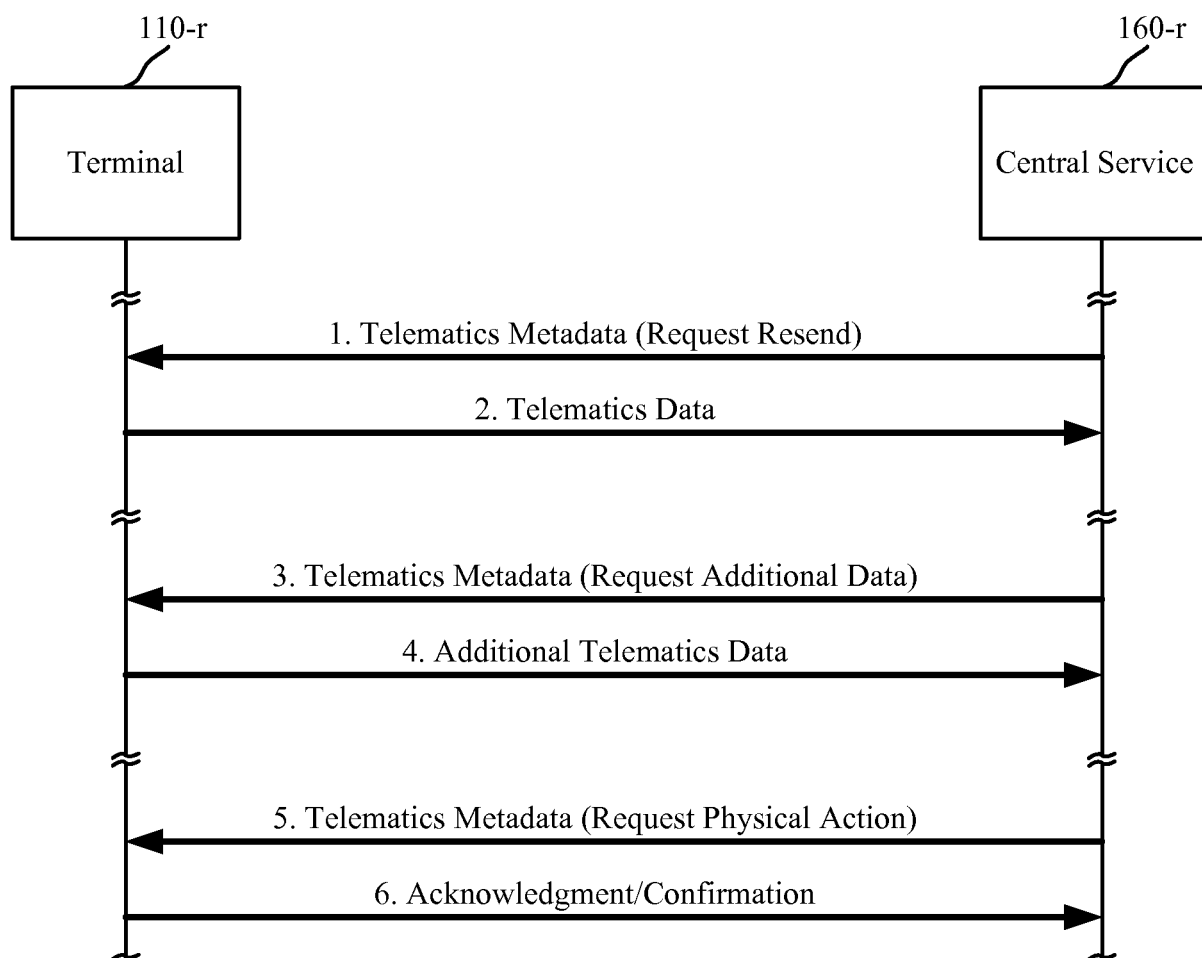 110-r
160-r
Terminal
Central Service
1. Telematics Metadata (Request Resend)
2. Telematics Data
3. Telematics Metadata (Request Additional Data)
4. Additional Telematics Data
5. Telematics Metadata (Request Physical Action)
6. Acknowledgment/Confirmation